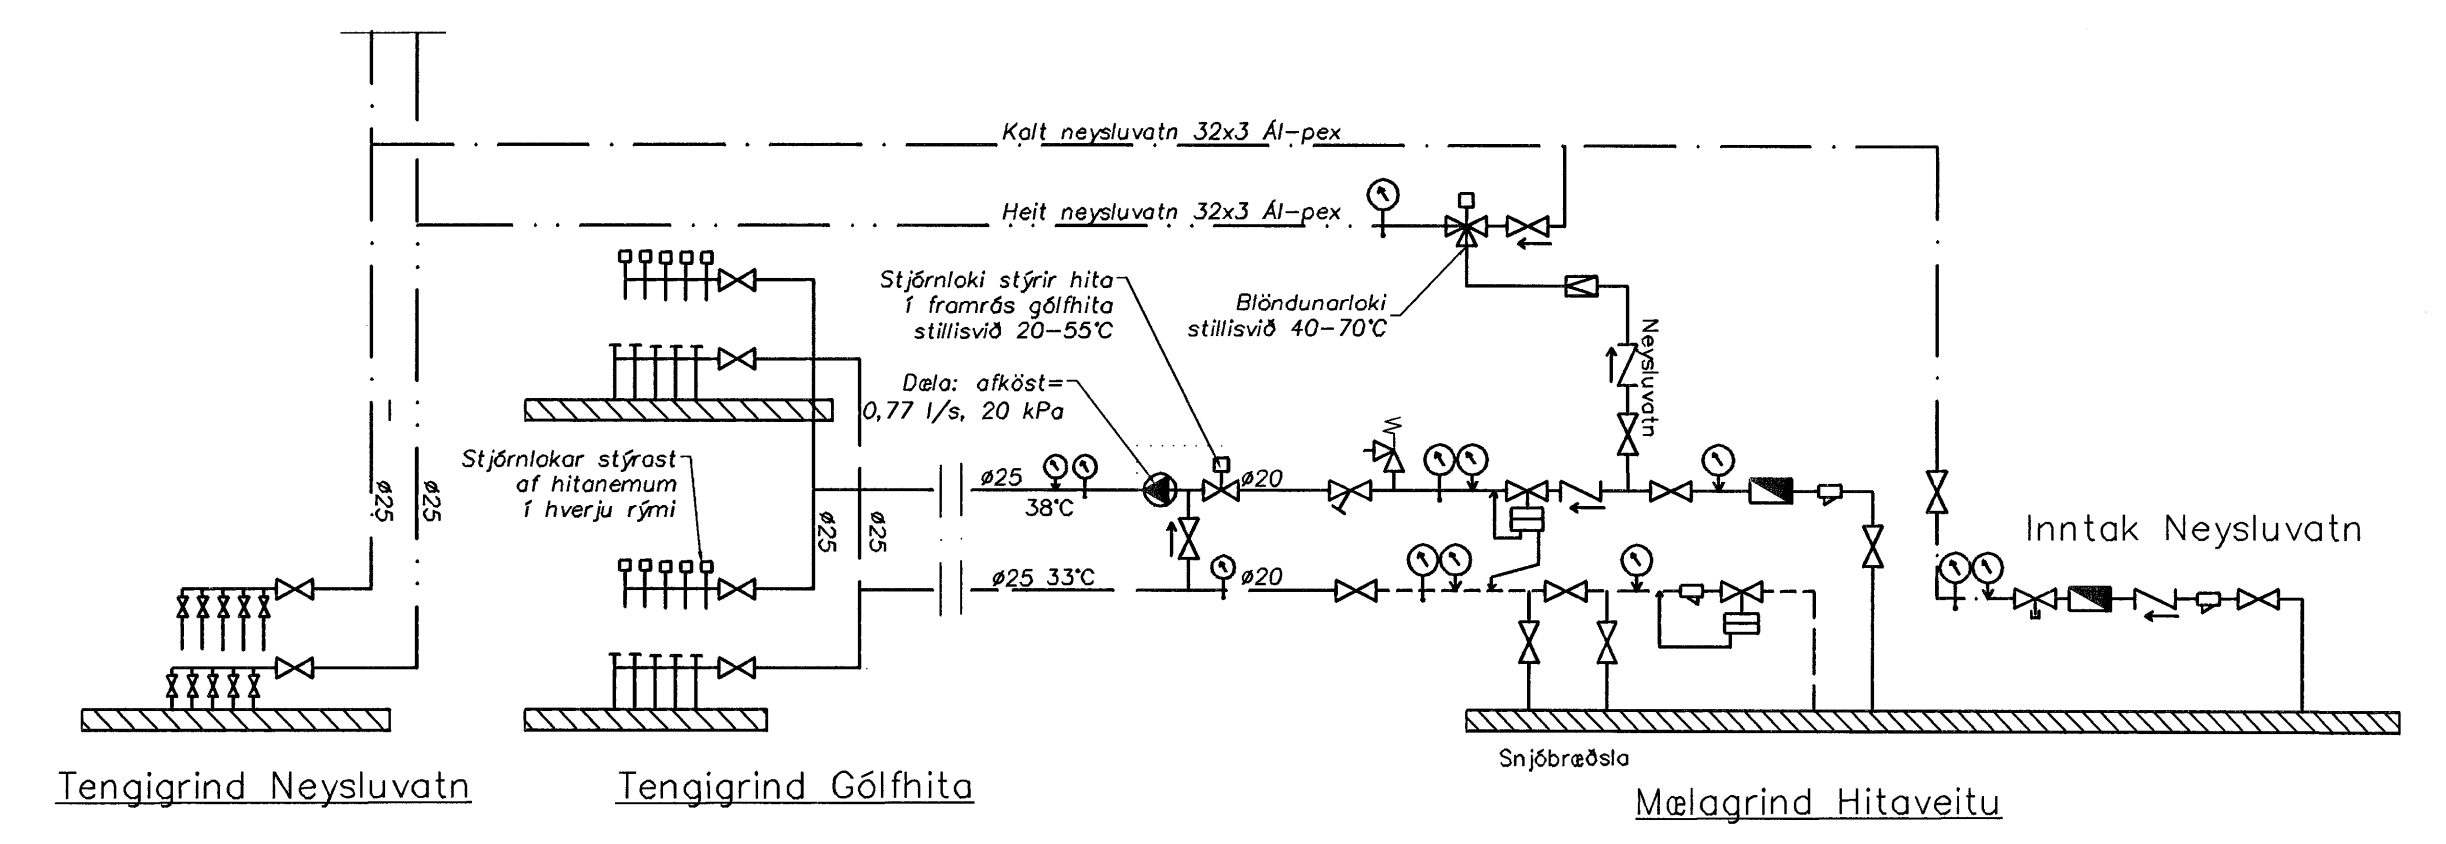 Kalt neysluvatn 32x3 Ál-pex
Heit neysluvatn 32x3 Ál-pex
Stjórnloki stýrir hita
í framrás gólfhita
stillisvið 20-55°C
Blöndunarloki
stillisvið 40-70°C
Neysluvatn
Dæla: afköst=
0,77 l/s, 20 kPa
Stjórnlokar stýrast
af hitanemum
í hverju rými
ø25
ø25
ø25
ø25
ø25
38°C
ø20
ø25 33°C
ø20
Inntak Neysluvatn
Snjóbræðsla
Tengigrind Neysluvatn
Tengigrind Gólfhita
Mælagrind Hitaveitu